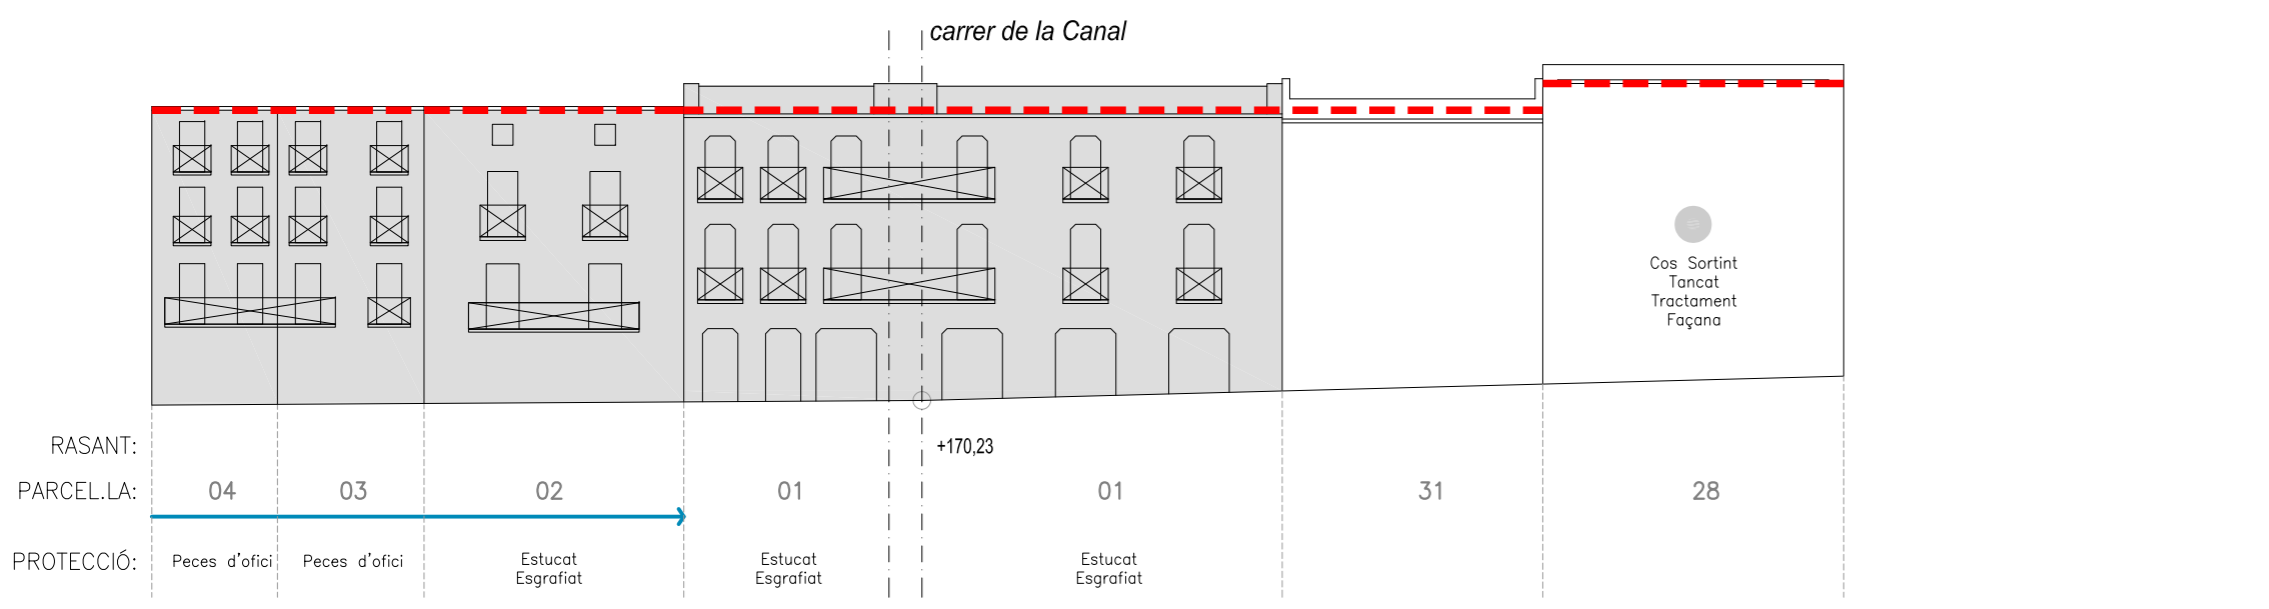 carrer de la Canal
Cos Sortint
Tancat
Tractament
Façana
RASANT: +170,23
PARCEL.LA: 04 03 02 01 01 31 28
PROTECCIÓ: Peces d'ofici Peces d'ofici Estucat Estucat Estucat
Esgrafiat Esgrafiat Esgrafiat